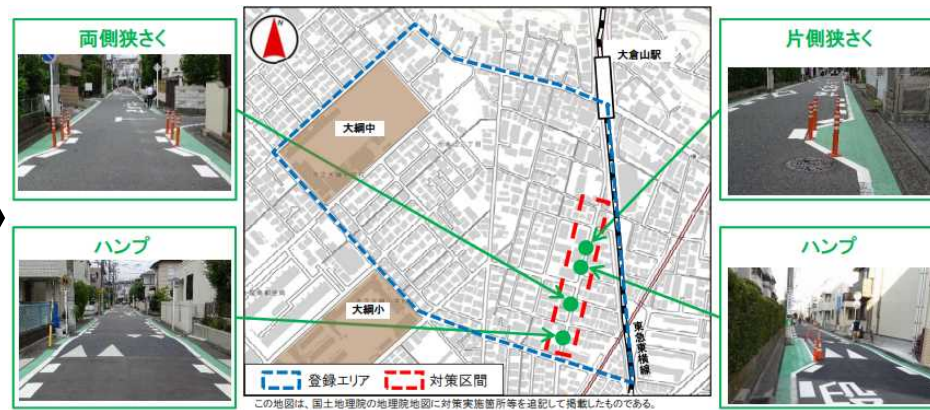 両側狭さく
片側狭さく
N
大倉山駅
大綱中
ハンプ
ハンプ
大綱小
東急東横線
登録エリア
対策区間
この地図は、国土地理院の地理院地図に対策実施箇所等を追記して掲載したものである。